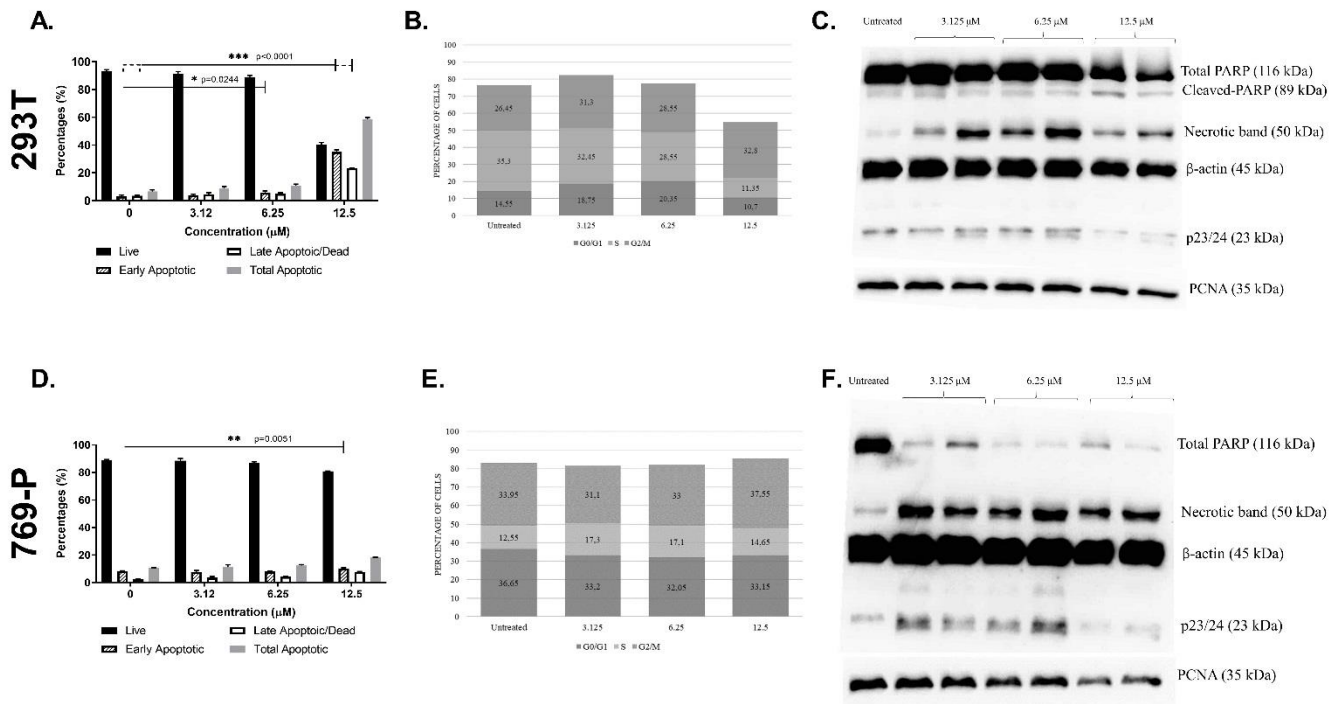 A.
293T
*** p<0.0001
* p=0.0244
Percentages (%)
100
80
60
40
20
0
0 3.12 6.25 12.5
Concentration (μM)
Live
Late Apoptoic/Dead
Early Apoptotic
Total Apoptotic
B.
PERCENTAGE OF CELLS
100
90
80
70
60
50
40
30
20
10
0
26,45 31,3 28,55 32,8
35,3 32,45 28,55 11,35
14,55 18,75 20,35 10,7
Untreated 3.125 6.25 12.5
G0/G1 S G2/M
C.
Untreated 3.125 μM 6.25 μM 12.5 μM
Total PARP (116 kDa)
Cleaved-PARP (89 kDa)
Necrotic band (50 kDa)
β-actin (45 kDa)
p23/24 (23 kDa)
PCNA (35 kDa)
D.
769-P
** p=0.0051
Percentages (%)
100
80
60
40
20
0
0 3.12 6.25 12.5
Concentration (μM)
Live
Late Apoptoic/Dead
Early Apoptotic
Total Apoptotic
E.
PERCENTAGE OF CELLS
100
90
80
70
60
50
40
30
20
10
0
33,95 31,1 33 37,55
12,55 17,3 17,1 14,65
36,65 33,2 32,05 33,15
Untreated 3.125 6.25 12.5
G0/G1 S G2/M
F.
Untreated 3.125 μM 6.25 μM 12.5 μM
Total PARP (116 kDa)
Necrotic band (50 kDa)
β-actin (45 kDa)
p23/24 (23 kDa)
PCNA (35 kDa)